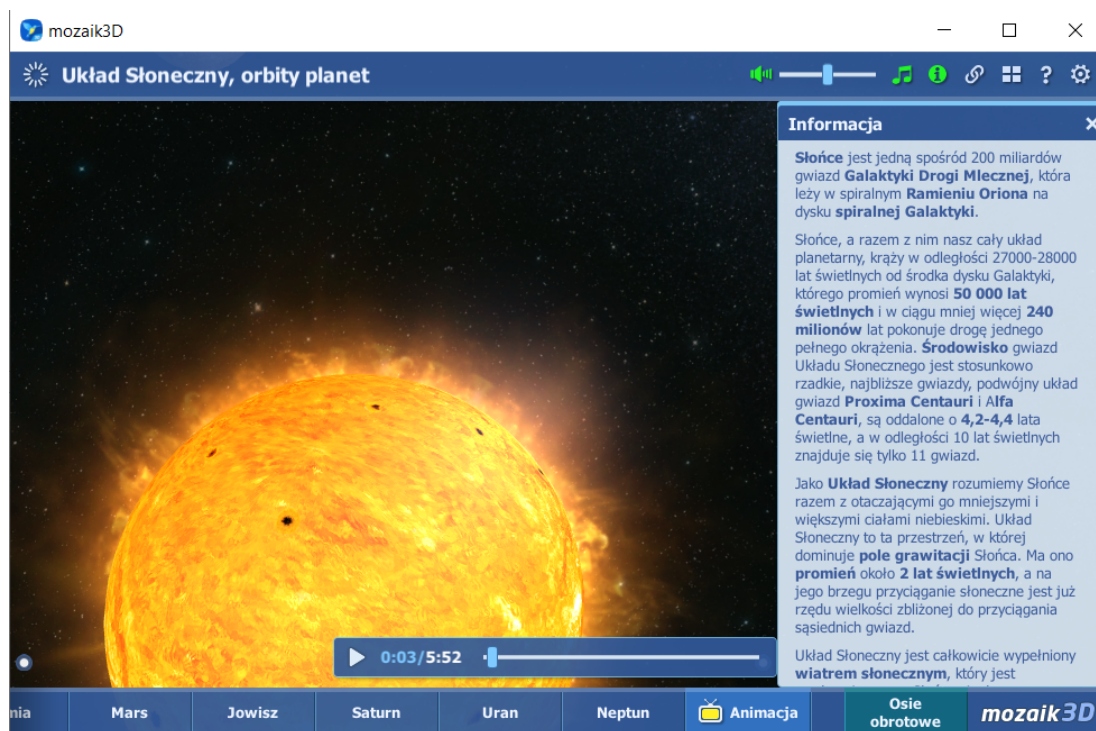 mozaik3D
Układ Słoneczny, orbity planet
Informacja
Słońce jest jedną spośród 200 miliardów
gwiazd Galaktyki Drogi Mlecznej, która
leży w spiralnym Ramieniu Oriona na
dysku spiralnej Galaktyki.
Słońce, a razem z nim nasz cały układ
planetarny, krąży w odległości 27000-28000
lat świetlnych od środka dysku Galaktyki,
którego promień wynosi 50 000 lat
świetlnych i w ciągu mniej więcej 240
milionów lat pokonuje drogę jednego
pełnego okrążenia. Środowisko gwiazd
Układu Słonecznego jest stosunkowo
rzadkie, najbliższe gwiazdy, podwójny układ
gwiazd Proxima Centauri i Alfa
Centauri, są oddalone o 4,2-4,4 lata
świetlne, a w odległości 10 lat świetlnych
znajduje się tylko 11 gwiazd.
Jako Układ Słoneczny rozumiemy Słońce
razem z otaczającymi go mniejszymi i
większymi ciałami niebieskimi. Układ
Słoneczny to ta przestrzeń, w której
dominuje pole grawitacji Słońca. Ma ono
promień około 2 lat świetlnych, a na
jego brzegu przyciąganie słoneczne jest już
rzędu wielkości zbliżonej do przyciągania
sąsiednich gwiazd.
Układ Słoneczny jest całkowicie wypełniony
wiatrem słonecznym, który jest
0:03/5:52
nia
Mars
Jowisz
Saturn
Uran
Neptun
Animacja
Osie
obrotowe
mozaik3D